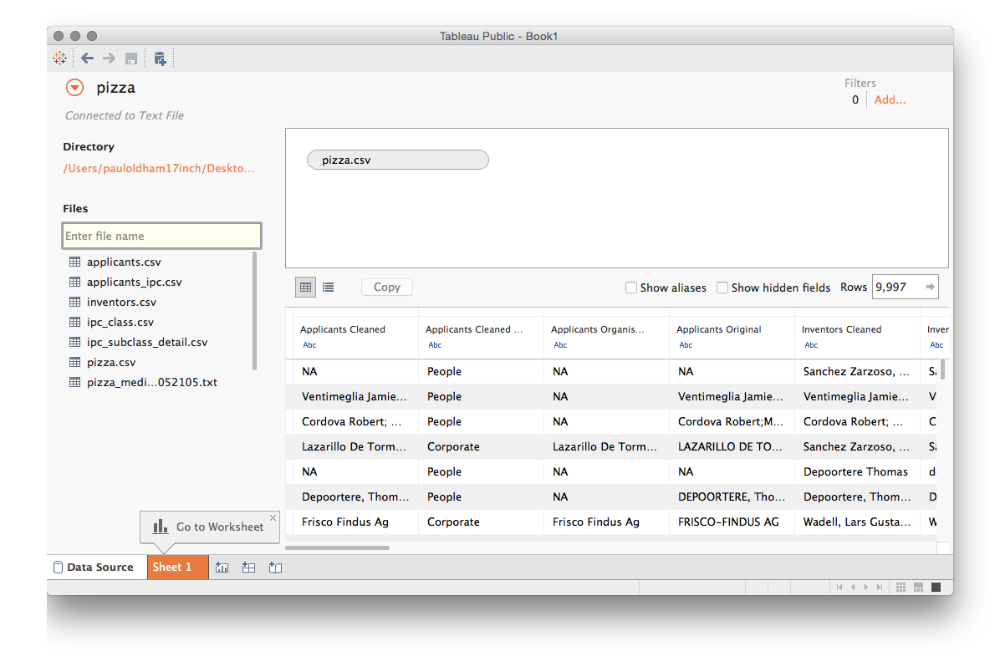 Tableau Public - Book1
pizza
Connected to Text File
Filters
0 Add...
Directory
/Users/pauloldham17inch/Deskto...
Files
Enter file name
applicants.csv
applicants_ipc.csv
inventors.csv
ipc_class.csv
ipc_subclass_detail.csv
pizza.csv
pizza_medi...052105.txt
pizza.csv
Copy Show aliases Show hidden fields Rows 9,997
Applicants Cleaned Applicants Cleaned ... Applicants Organis... Applicants Original Inventors Cleaned Inver
Abc Abc Abc Abc Abc Abc
NA People NA NA Sanchez Zarzoso, ... Sa
Ventimeglia Jamie... People NA Ventimeglia Jamie... Ventimeglia Jamie... V
Cordova Robert; ... People NA Cordova Robert;M... Cordova Robert; ... C
Lazarillo De Torm... Corporate Lazarillo De Torm... LAZARILLO DE TO... Sanchez Zarzoso, ... Sa
NA People NA NA Depoortere Thomas d
Depoortere, Thom... People NA DEPOORTERE, Tho... Depoortere, Thom... D
Frisco Findus Ag Corporate Frisco Findus Ag FRISCO-FINDUS AG Wadell, Lars Gusta... W
Go to Worksheet
Data Source Sheet 1